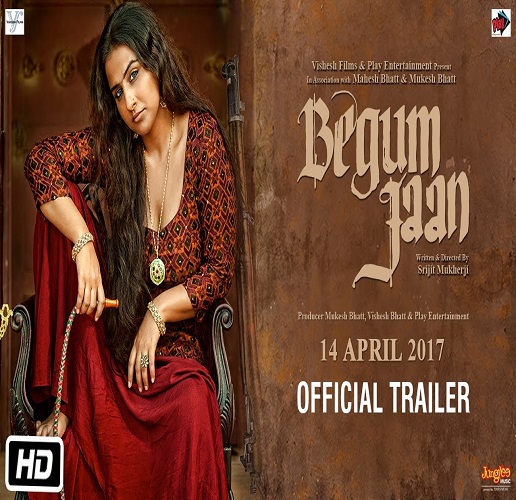 Vishesh Films & Play Entertainment Present
In Association with Mahesh Bhatt & Mukesh Bhatt
Begum
Jaan
Written & Directed By
Srijit Mukherji
Producer Mukesh Bhatt, Vishesh Bhatt & Play Entertainment
14 APRIL 2017
OFFICIAL TRAILER
HD
Junglee
MUSIC